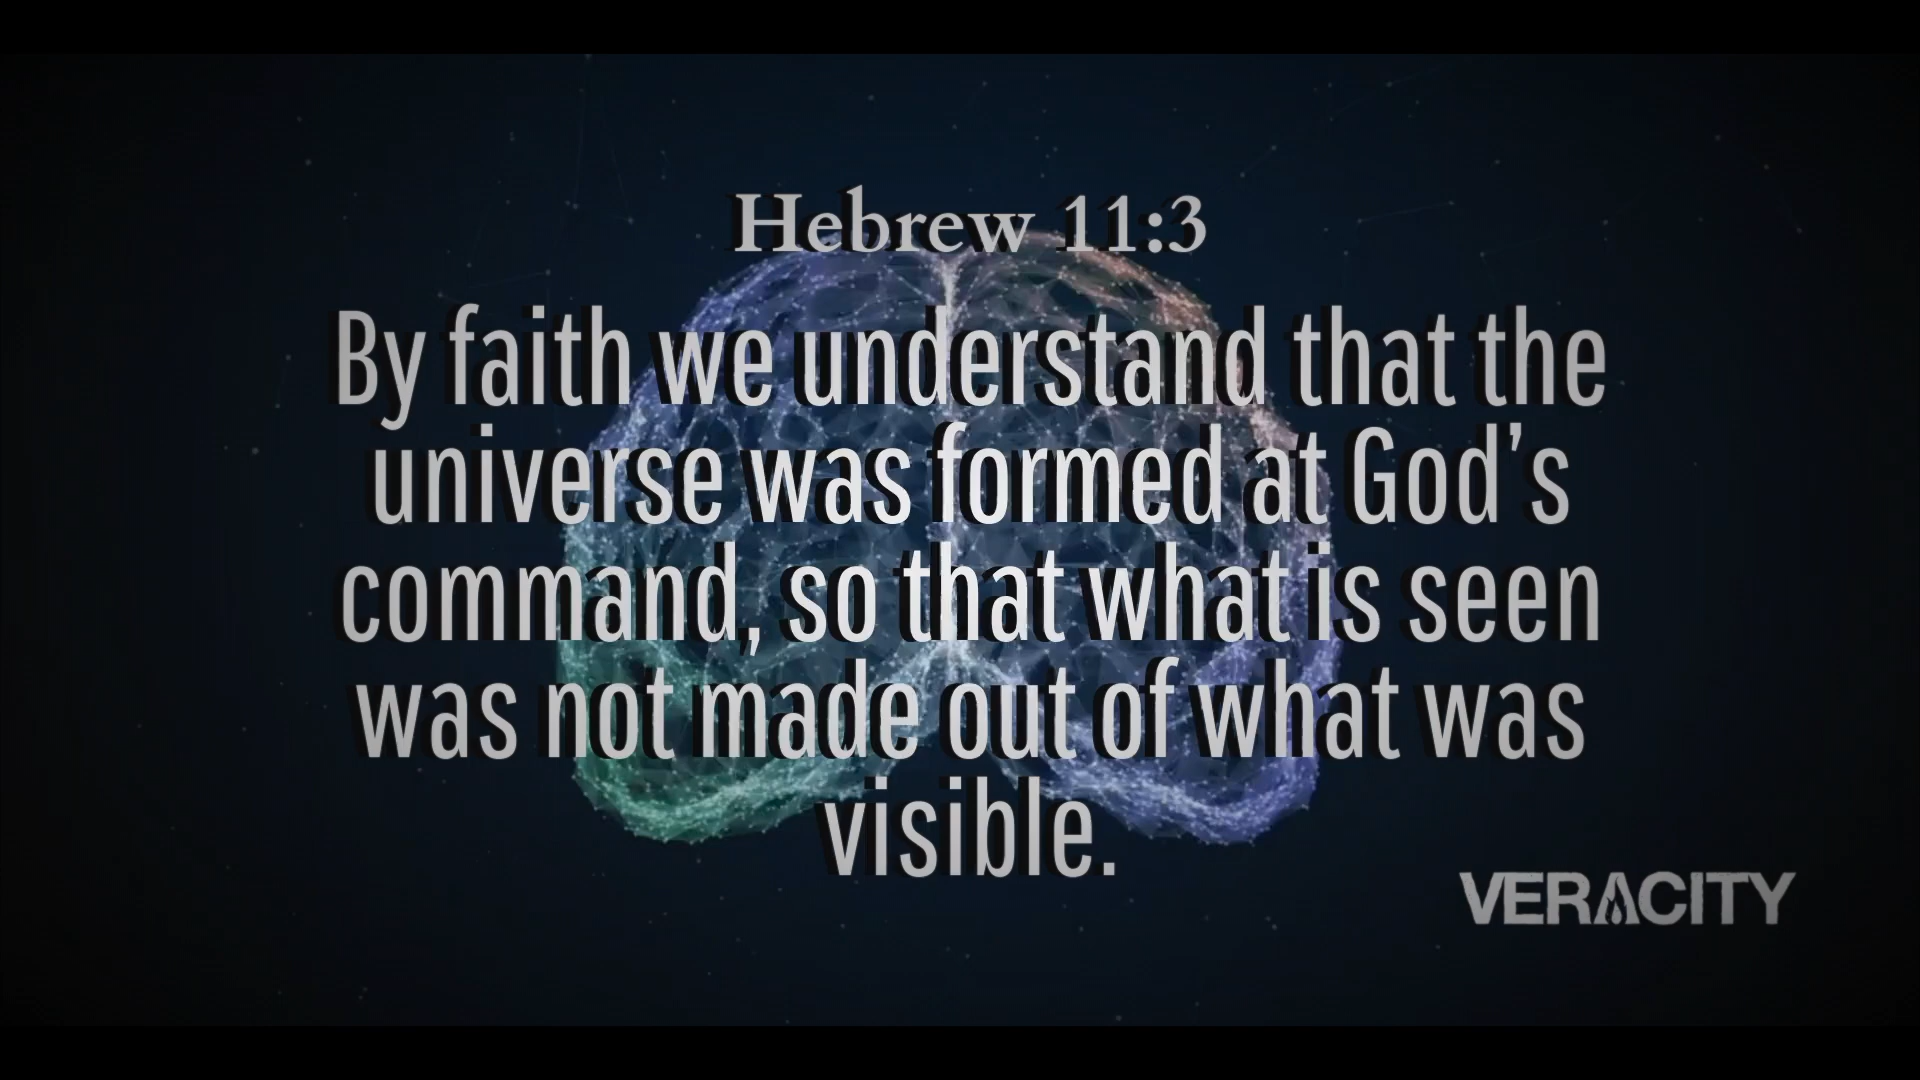 Hebrew 11:3
By faith we understand that the
universe was formed at God's
command, so that what is seen
was not made out of what was
visible.
VERACITY